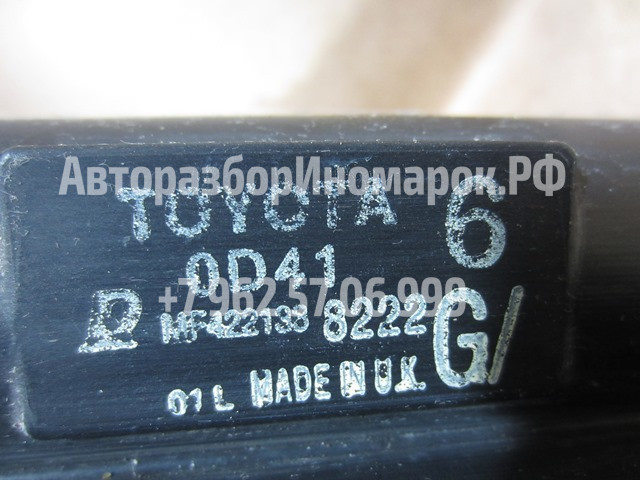 АвторазборИномарок.РФ
TOYOTA 6
0D41
+7962 57 06 999
MF422133 8222 G/
01 L MADE IN U.K